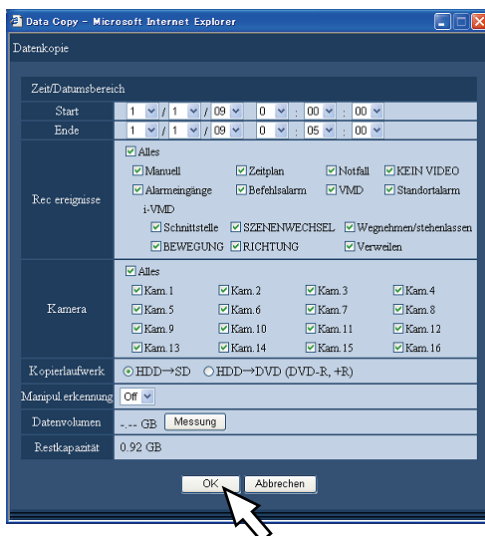 Data Copy - Microsoft Internet Explorer
Datenkopie
Zeit/Datumsbereich
Start 1 / 1 / 09 0 : 00 : 00
Ende 1 / 1 / 09 0 : 05 : 00
Rec ereignisse
Alles
Manuell Zeitplan Notfall KEIN VIDEO
Alarmeingänge Befehlsalarm VMD Standortalarm
i-VMD
Schnittstelle SZENENWECHSEL Wegnehmen/stehenlassen
BEWEGUNG RICHTUNG Verweilen
Kamera
Alles
Kam.1 Kam.2 Kam.3 Kam.4
Kam.5 Kam.6 Kam.7 Kam.8
Kam.9 Kam.10 Kam.11 Kam.12
Kam.13 Kam.14 Kam.15 Kam.16
Kopierlaufwerk HDD→SD HDD→DVD (DVD-R, +R)
Manipul.erkennung Off
Datenvolumen -.-- GB Messung
Restkapazität 0.92 GB
OK Abbrechen